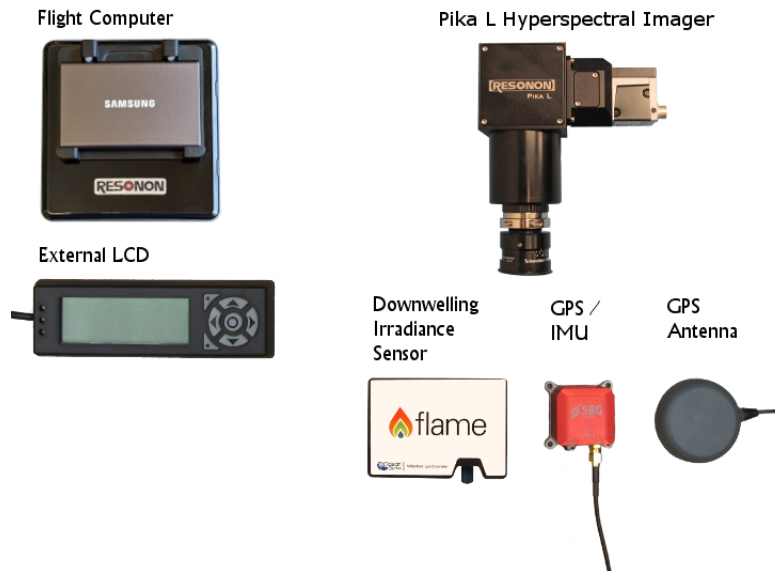 Flight Computer
SAMSUNG
RESONON
Pika L Hyperspectral Imager
RESONON
PIKA L
External LCD
Downwelling
Irradiance
Sensor
flame
GPS /
IMU
SBG
GPS
Antenna